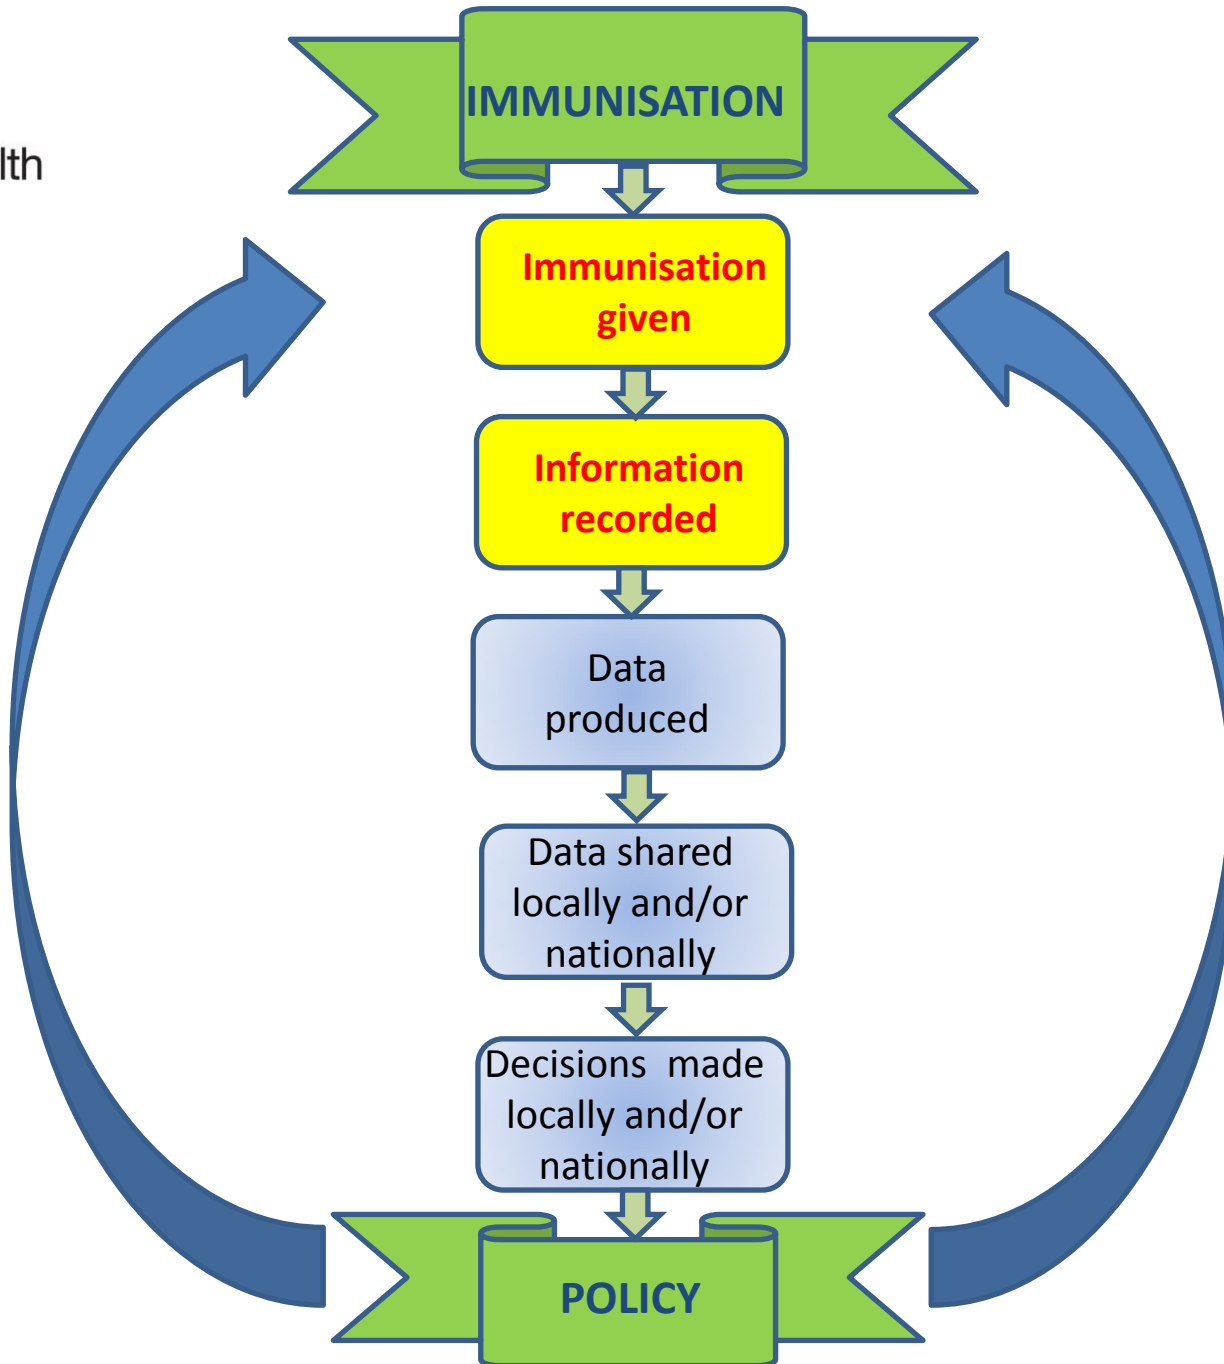 IMMUNISATION
lth
Immunisation
given
Information
recorded
Data
produced
Data shared
locally and/or
nationally
Decisions made
locally and/or
nationally
POLICY